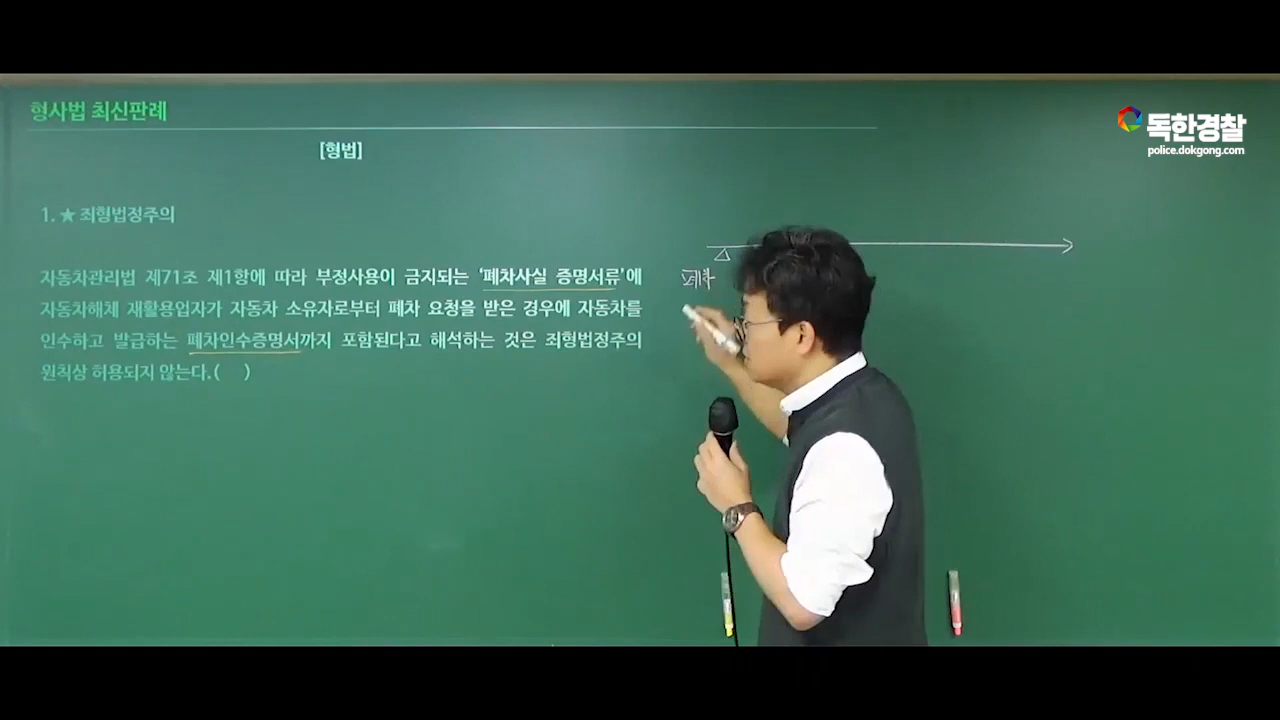 형사법 최신판례
독한경찰
police.dokgong.com
[형법]
1. ★ 죄형법정주의
자동차관리법 제71조 제1항에 따라 부정사용이 금지되는 ‘폐차사실 증명서류’에
자동차해체 재활용업자가 자동차 소유자로부터 폐차 요청을 받은 경우에 자동차를
인수하고 발급하는 폐차인수증명서까지 포함된다고 해석하는 것은 죄형법정주의
원칙상 허용되지 않는다.( )
폐차